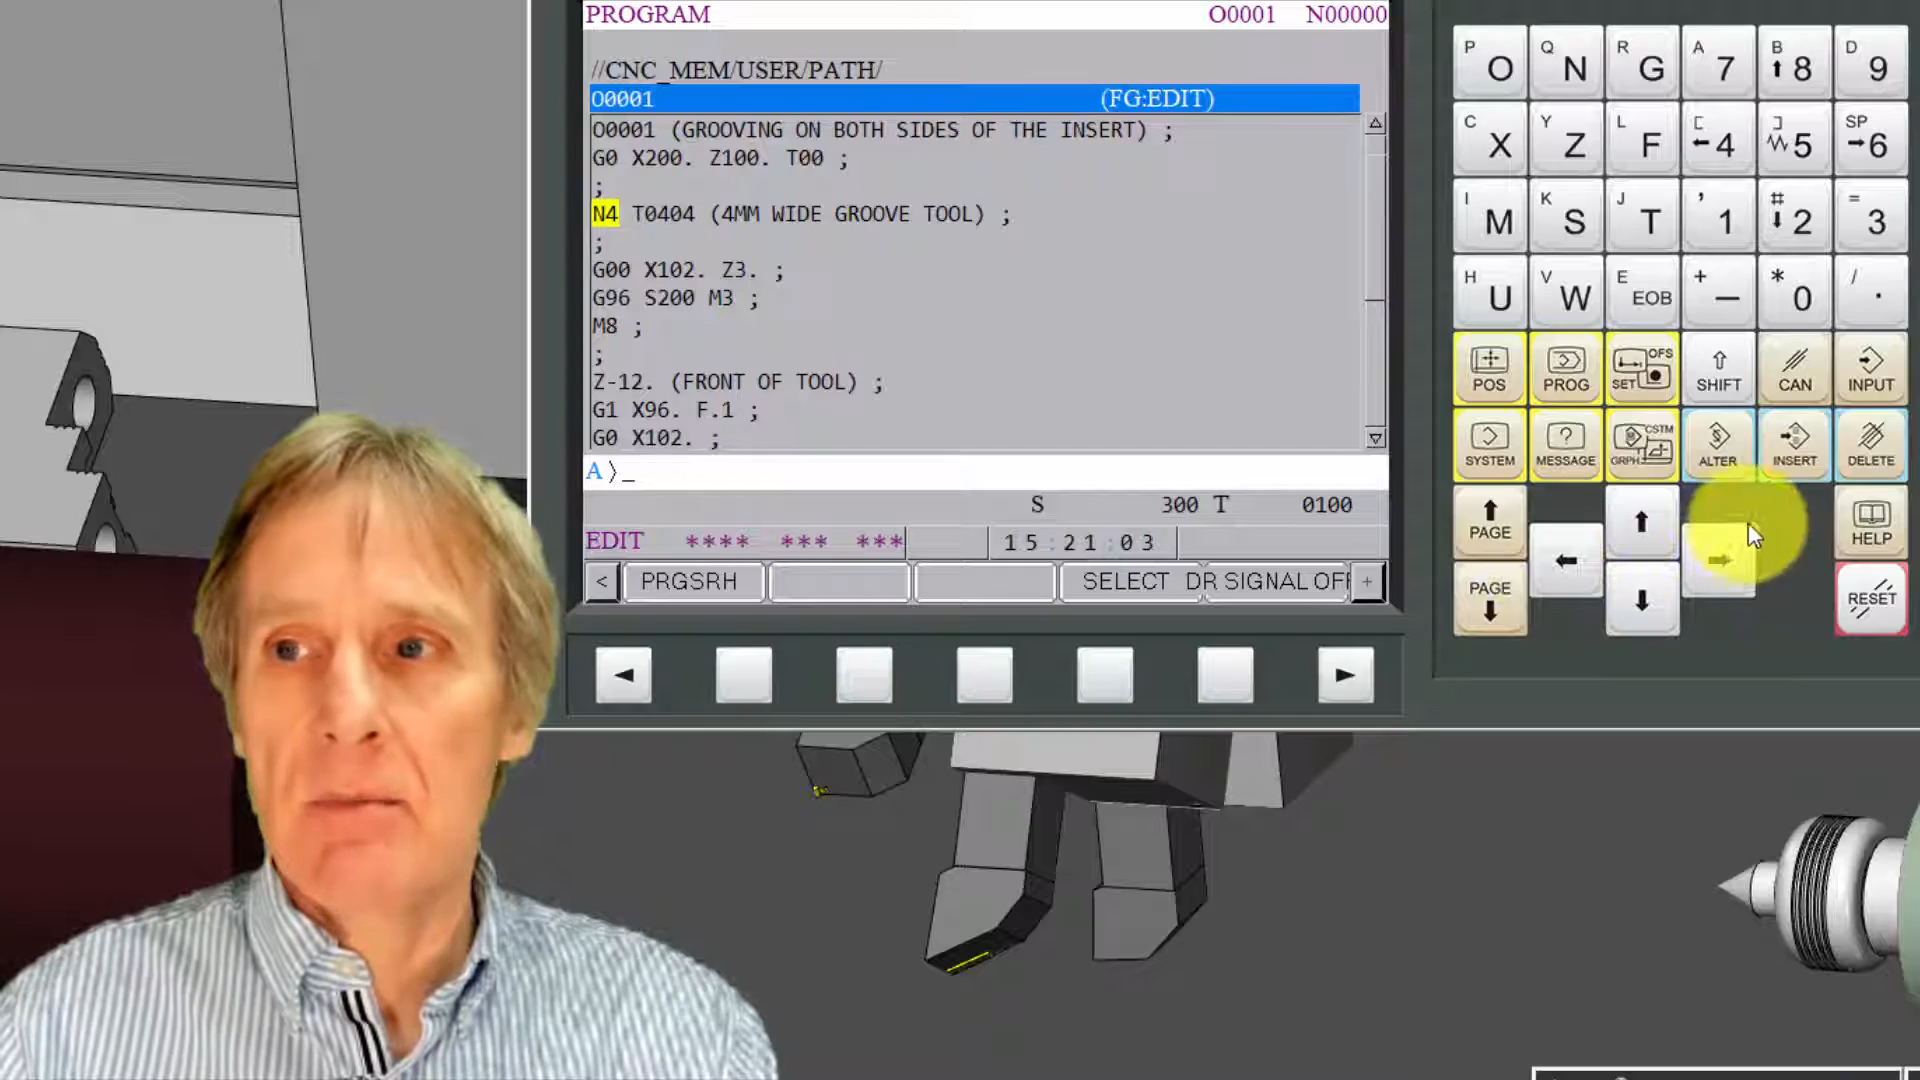 PROGRAM O0001 N00000
//CNC_MEM/USER/PATH/
O0001 (FG:EDIT)
O0001 (GROOVING ON BOTH SIDES OF THE INSERT) ;
G0 X200. Z100. T00 ;
;
N4 T0404 (4MM WIDE GROOVE TOOL) ;
;
G00 X102. Z3. ;
G96 S200 M3 ;
M8 ;
;
Z-12. (FRONT OF TOOL) ;
G1 X96. F.1 ;
G0 X102. ;
A )_
S 300 T 0100
EDIT **** *** *** 15:21:03
< PRGSRH SELECT DR SIGNAL OFF +
P O Q N R G A 7 B 8 D 9
C X Y Z L F [ 4 ] 5 SP 6
I M K S J T ' 1 # 2 = 3
H U V W E EOB + - * 0 / .
POS PROG OFS SET SHIFT CAN INPUT
SYSTEM MESSAGE CSTM GRPH ALTER INSERT DELETE
PAGE HELP
PAGE RESET